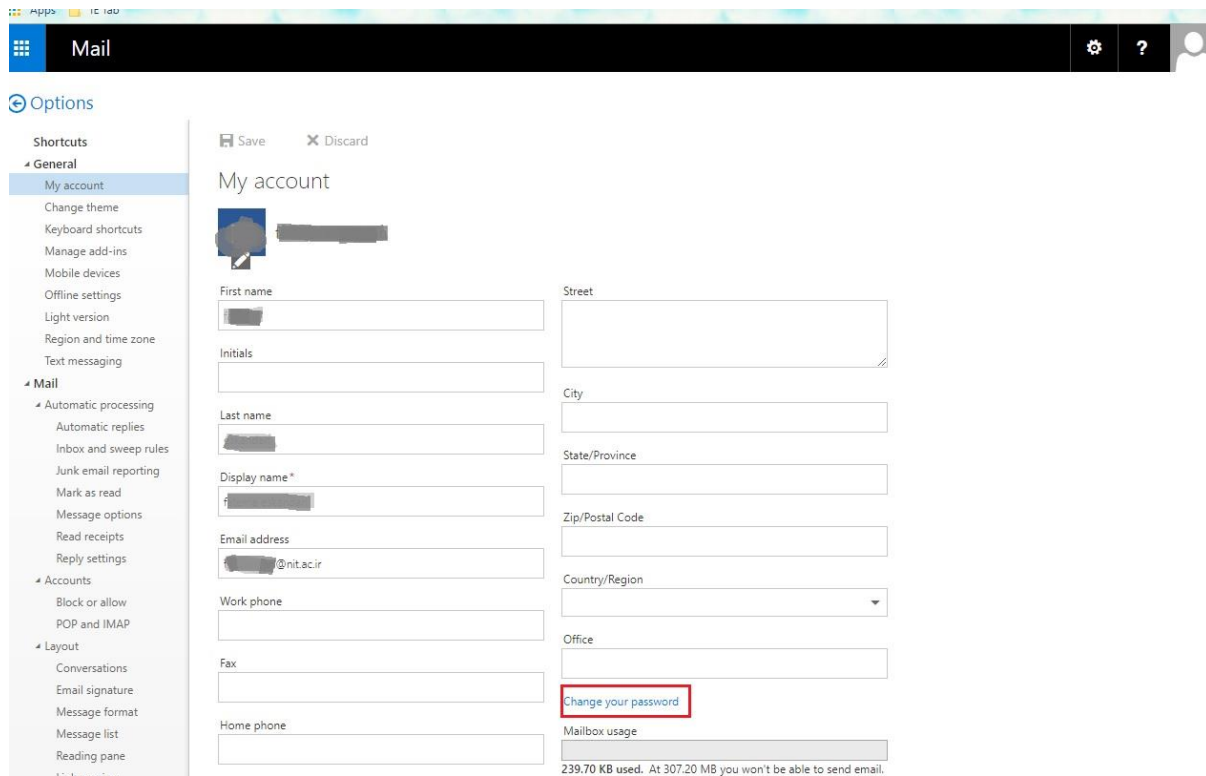 Apps IE Tab
Mail
?
Options
Shortcuts
General
My account
Change theme
Keyboard shortcuts
Manage add-ins
Mobile devices
Offline settings
Light version
Region and time zone
Text messaging
Mail
Automatic processing
Automatic replies
Inbox and sweep rules
Junk email reporting
Mark as read
Message options
Read receipts
Reply settings
Accounts
Block or allow
POP and IMAP
Layout
Conversations
Email signature
Message format
Message list
Reading pane
Save Discard
My account
First name
Initials
Last name
Display name*
Email address
@nit.ac.ir
Work phone
Fax
Home phone
Street
City
State/Province
Zip/Postal Code
Country/Region
Office
Change your password
Mailbox usage
239.70 KB used. At 307.20 MB you won't be able to send email.